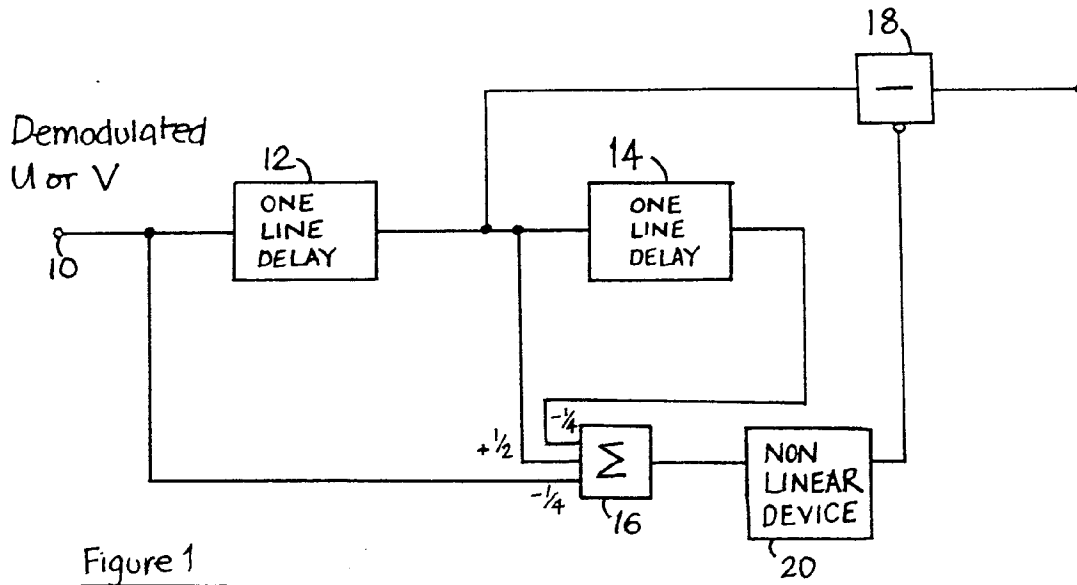 18
—
Demodulated
U or V
12
14
ONE
LINE
DELAY
ONE
LINE
DELAY
10
-1/4
+1/2
Σ
-1/4
16
NON
LINEAR
DEVICE
20
Figure 1